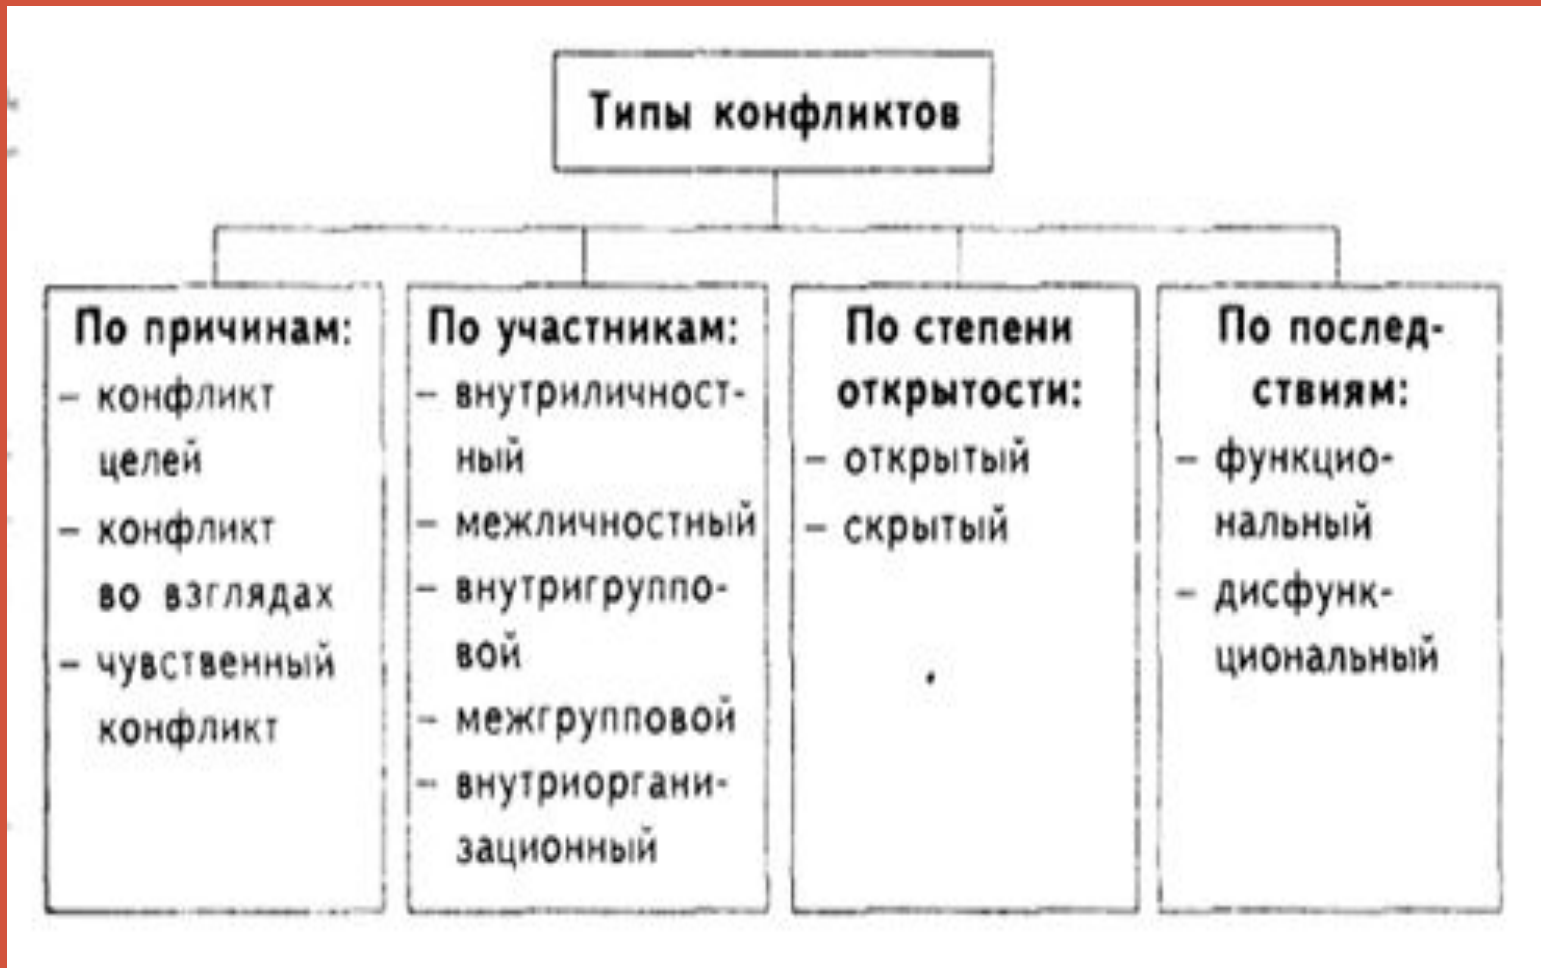 Типы конфликтов
По причинам:
– конфликт
целей
– конфликт
во взглядах
– чувственный
конфликт
По участникам:
– внутриличност-
ный
– межличностный
– внутригруппо-
вой
– межгрупповой
– внутриоргани-
зационный
По степени
открытости:
– открытый
– скрытый
По послед-
ствиям:
– функцио-
нальный
– дисфунк-
циональный